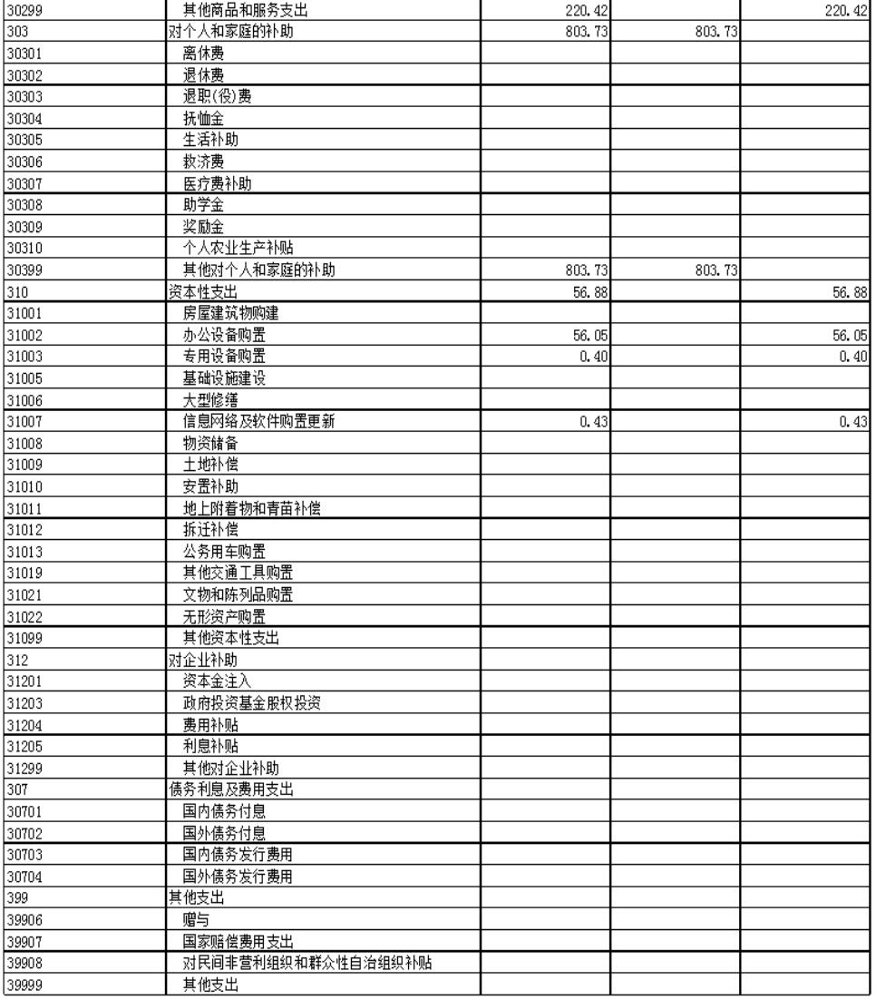 30299 其他商品和服务支出 220.42 220.42
303 对个人和家庭的补助 803.73 803.73
30301 离休费
30302 退休费
30303 退职(役)费
30304 抚恤金
30305 生活补助
30306 救济费
30307 医疗费补助
30308 助学金
30309 奖励金
30310 个人农业生产补贴
30399 其他对个人和家庭的补助 803.73 803.73
310 资本性支出 56.88 56.88
31001 房屋建筑物购建
31002 办公设备购置 56.05 56.05
31003 专用设备购置 0.40 0.40
31005 基础设施建设
31006 大型修缮
31007 信息网络及软件购置更新 0.43 0.43
31008 物资储备
31009 土地补偿
31010 安置补助
31011 地上附着物和青苗补偿
31012 拆迁补偿
31013 公务用车购置
31019 其他交通工具购置
31021 文物和陈列品购置
31022 无形资产购置
31099 其他资本性支出
312 对企业补助
31201 资本金注入
31203 政府投资基金股权投资
31204 费用补贴
31205 利息补贴
31299 其他对企业补助
307 债务利息及费用支出
30701 国内债务付息
30702 国外债务付息
30703 国内债务发行费用
30704 国外债务发行费用
399 其他支出
39906 赠与
39907 国家赔偿费用支出
39908 对民间非营利组织和群众性自治组织补贴
39999 其他支出